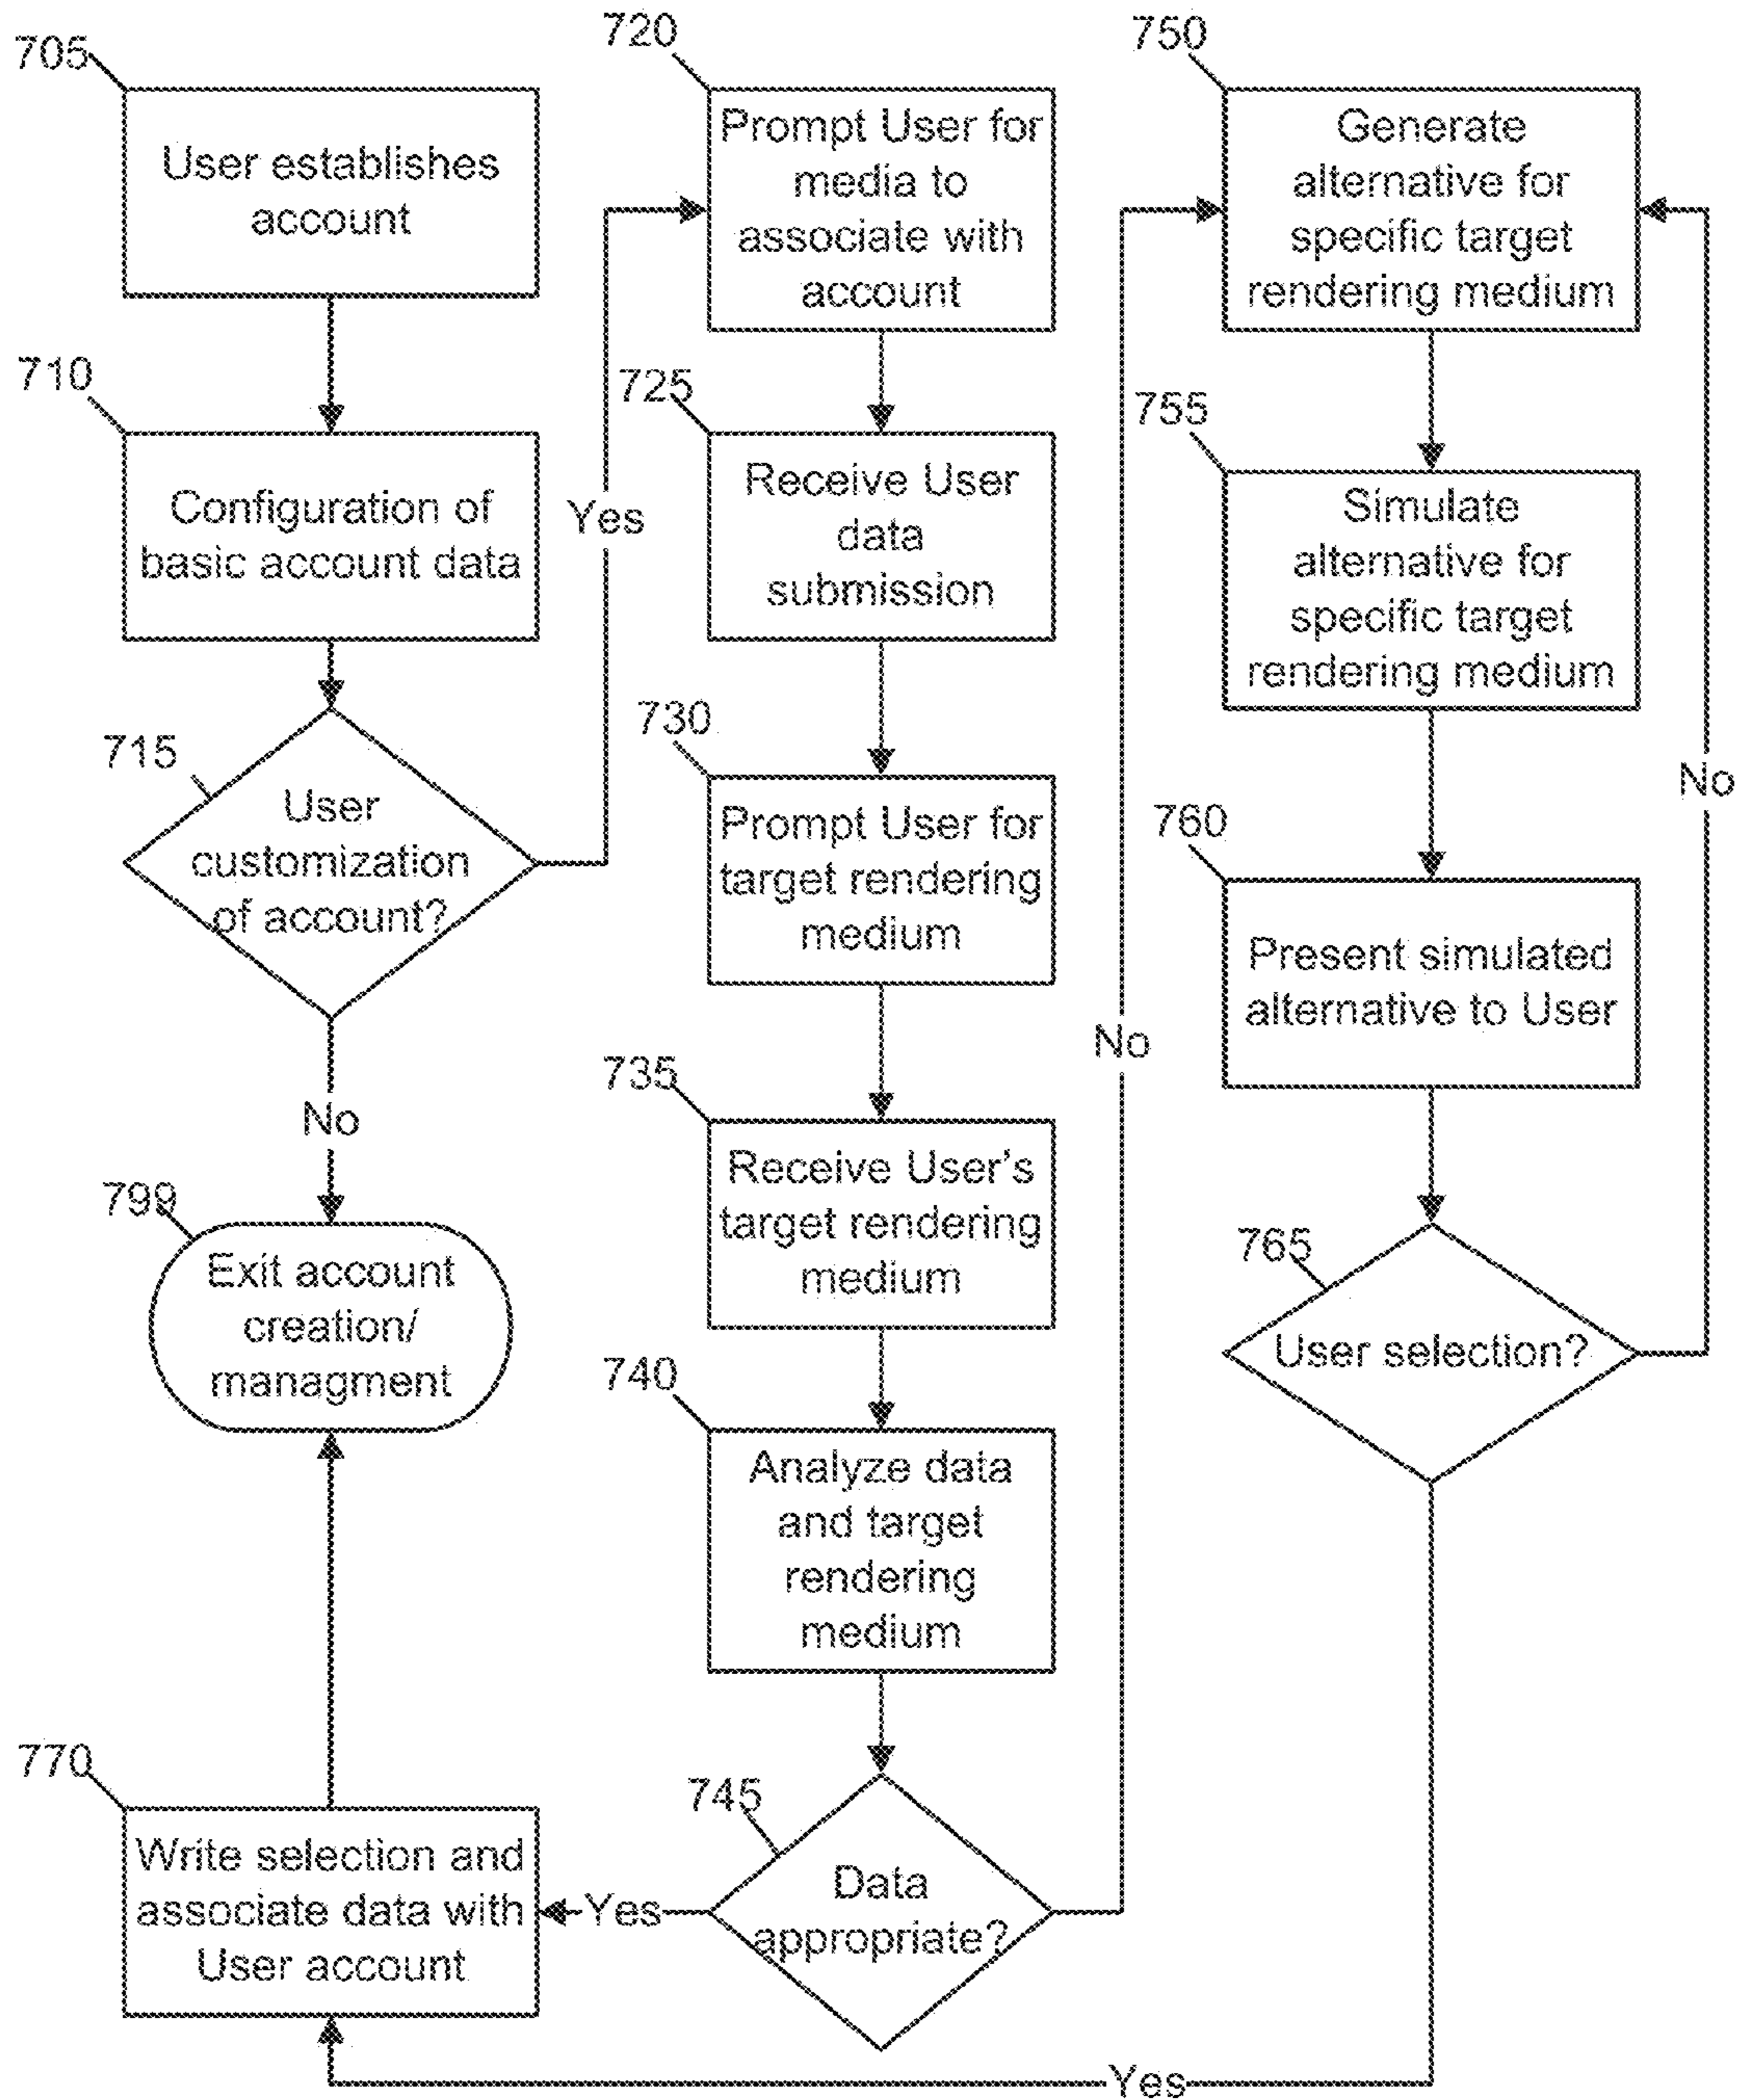 705
User establishes
account
710
Configuration of
basic account data
715
User
customization
of account?
Yes
No
799
Exit account
creation/
managment
770
Write selection and
associate data with
User account
720
Prompt User for
media to
associate with
account
725
Receive User
data
submission
730
Prompt User for
target rendering
medium
735
Receive User's
target rendering
medium
740
Analyze data
and target
rendering
medium
745
Data
appropriate?
Yes
No
750
Generate
alternative for
specific target
rendering medium
755
Simulate
alternative for
specific target
rendering medium
760
Present simulated
alternative to User
765
User selection?
No
Yes